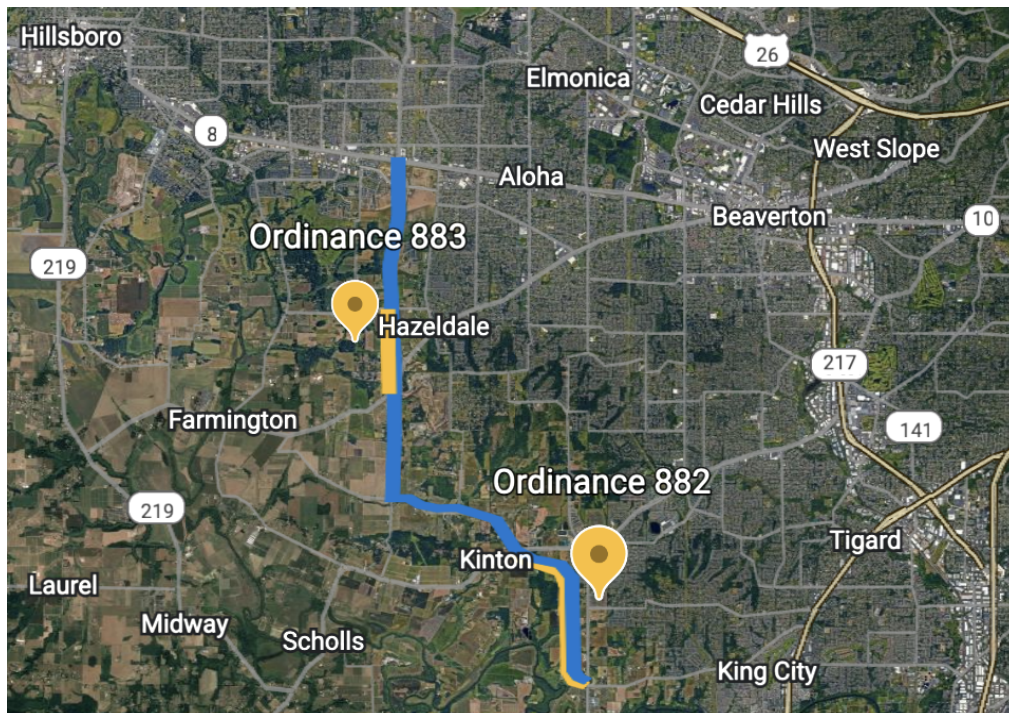 Hillsboro
26
Elmonica
Cedar Hills
8
West Slope
Aloha
Beaverton
10
Ordinance 883
219
Hazeldale
217
Farmington
141
Ordinance 882
219
Tigard
Kinton
Laurel
Midway
Scholls
King City